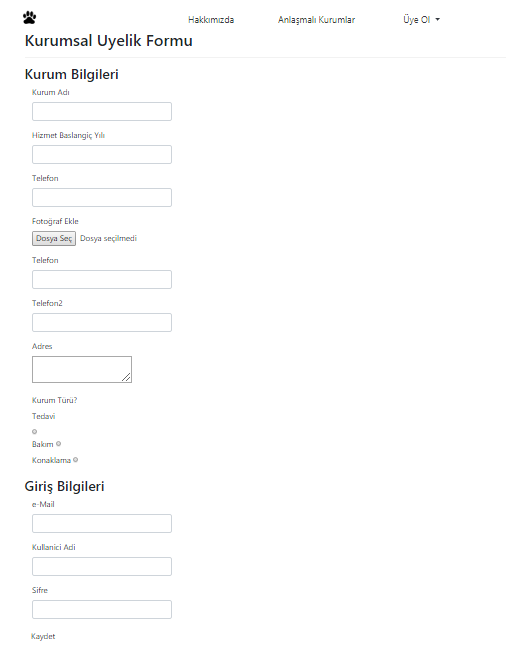 Hakkımızda Anlaşmalı Kurumlar Üye Ol
Kurumsal Uyelik Formu
Kurum Bilgileri
Kurum Adı
Hizmet Baslangiç Yılı
Telefon
Fotoğraf Ekle
Dosya Seç Dosya seçilmedi
Telefon
Telefon2
Adres
Kurum Türü?
Tedavi
Bakım
Konaklama
Giriş Bilgileri
e-Mail
Kullanici Adi
Sifre
Kaydet